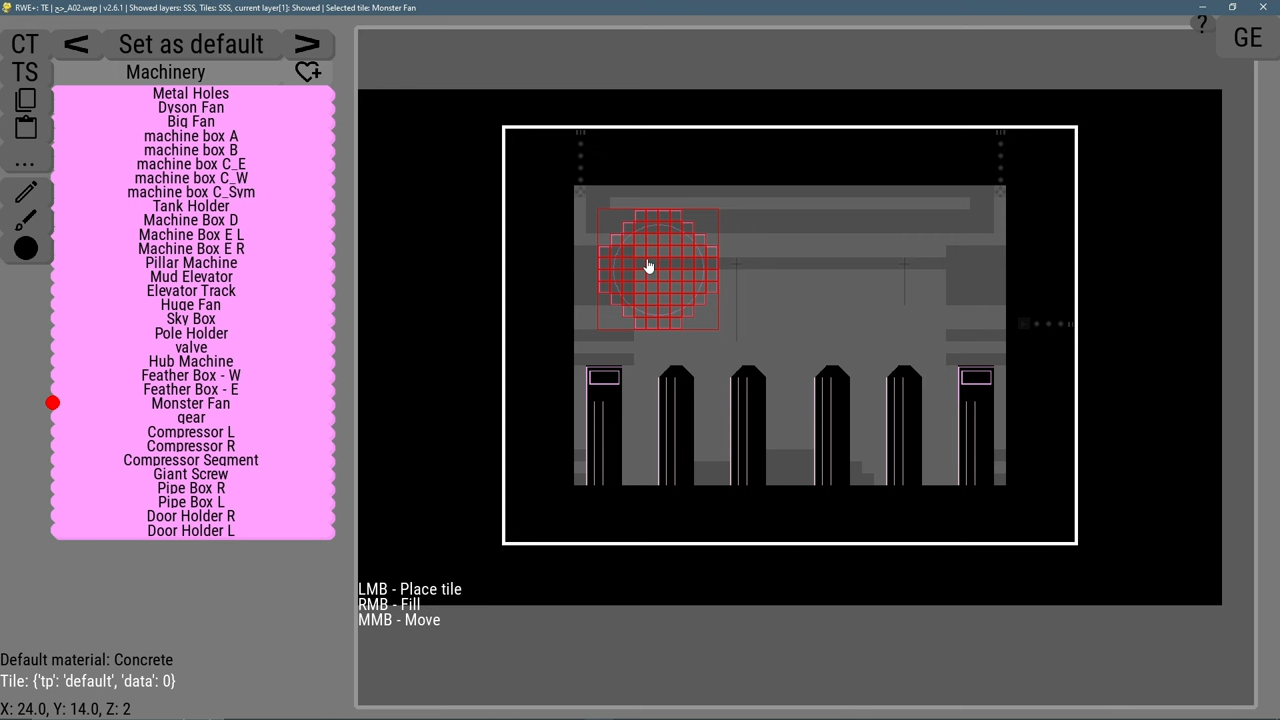 RWE+: TE | حج_A02.wep | v2.6.1 | Showed layers: SSS, Tiles: SSS, current layer[1]: Showed | Selected tile: Monster Fan
CT
< Set as default >
?
GE
TS
Machinery
Metal Holes
Dyson Fan
Big Fan
machine box A
machine box B
machine box C_E
machine box C_W
machine box C_Sym
Tank Holder
Machine Box D
Machine Box E L
Machine Box E R
Pillar Machine
Mud Elevator
Elevator Track
Huge Fan
Sky Box
Pole Holder
valve
Hub Machine
Feather Box - W
Feather Box - E
Monster Fan
gear
Compressor L
Compressor R
Compressor Segment
Giant Screw
Pipe Box R
Pipe Box L
Door Holder R
Door Holder L
...
LMB - Place tile
RMB - Fill
MMB - Move
Default material: Concrete
Tile: {'tp': 'default', 'data': 0}
X: 24.0, Y: 14.0, Z: 2